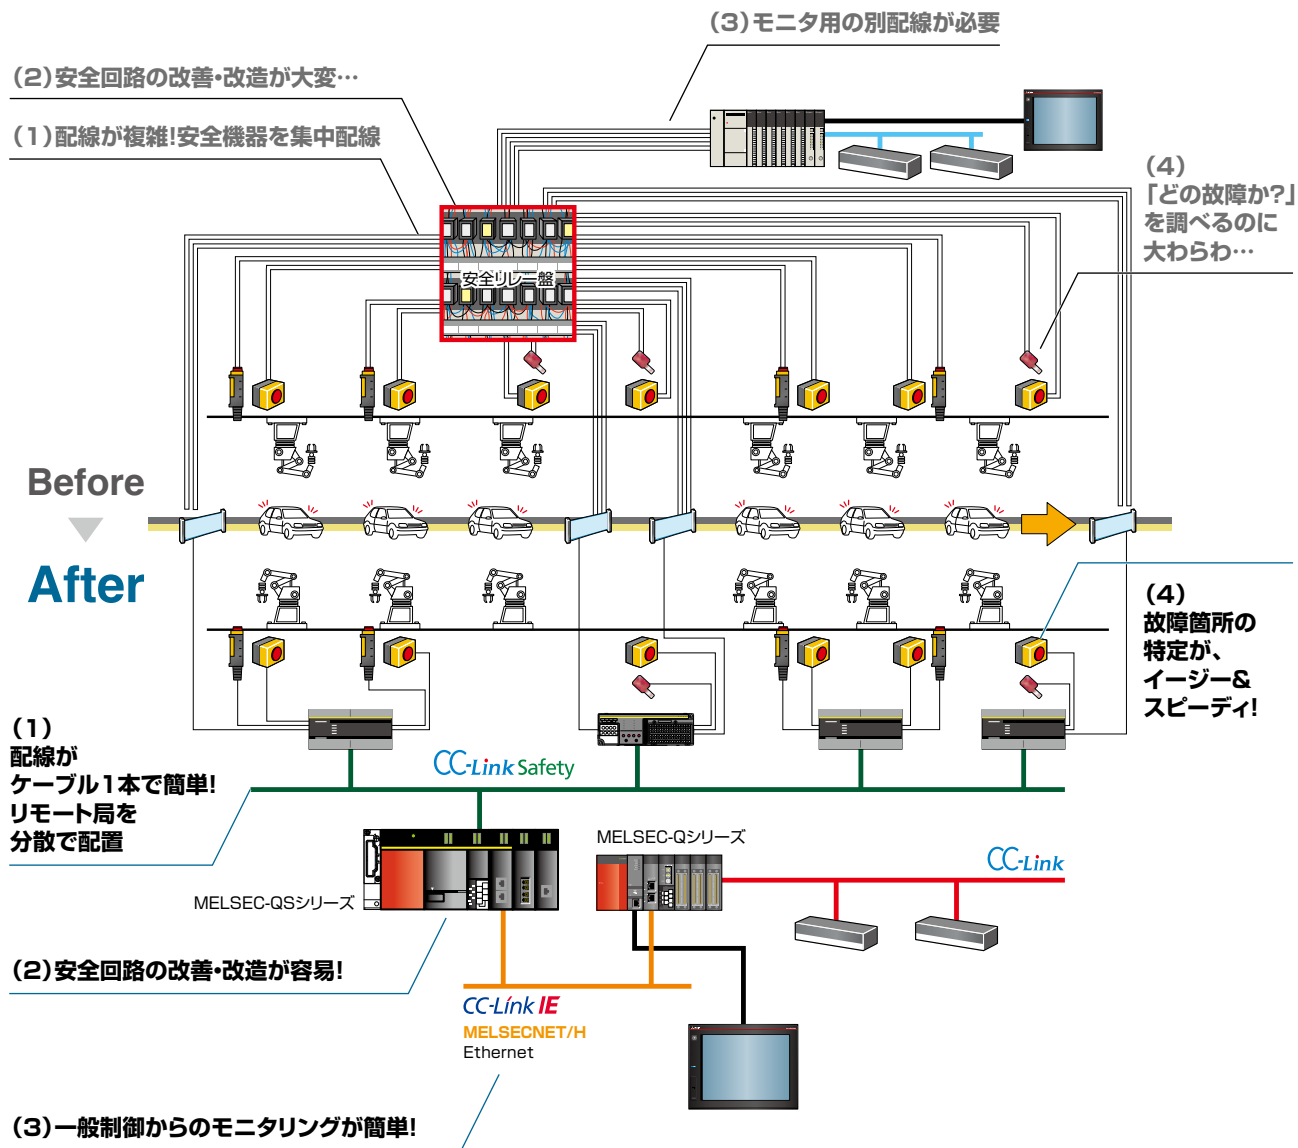 (3)モニタ用の別配線が必要
(2)安全回路の改善・改造が大変…
(1)配線が複雑!安全機器を集中配線
(4)
「どの故障か?」
を調べるのに
大わらわ…
安全リレー盤
Before
After
(4)
故障箇所の
特定が、
イージー&
スピーディ!
(1)
配線が
ケーブル1本で簡単!
リモート局を
分散で配置
CC-Link Safety
MELSEC-Qシリーズ
CC-Link
MELSEC-QSシリーズ
(2)安全回路の改善・改造が容易!
CC-Link IE
MELSECNET/H
Ethernet
(3)一般制御からのモニタリングが簡単!